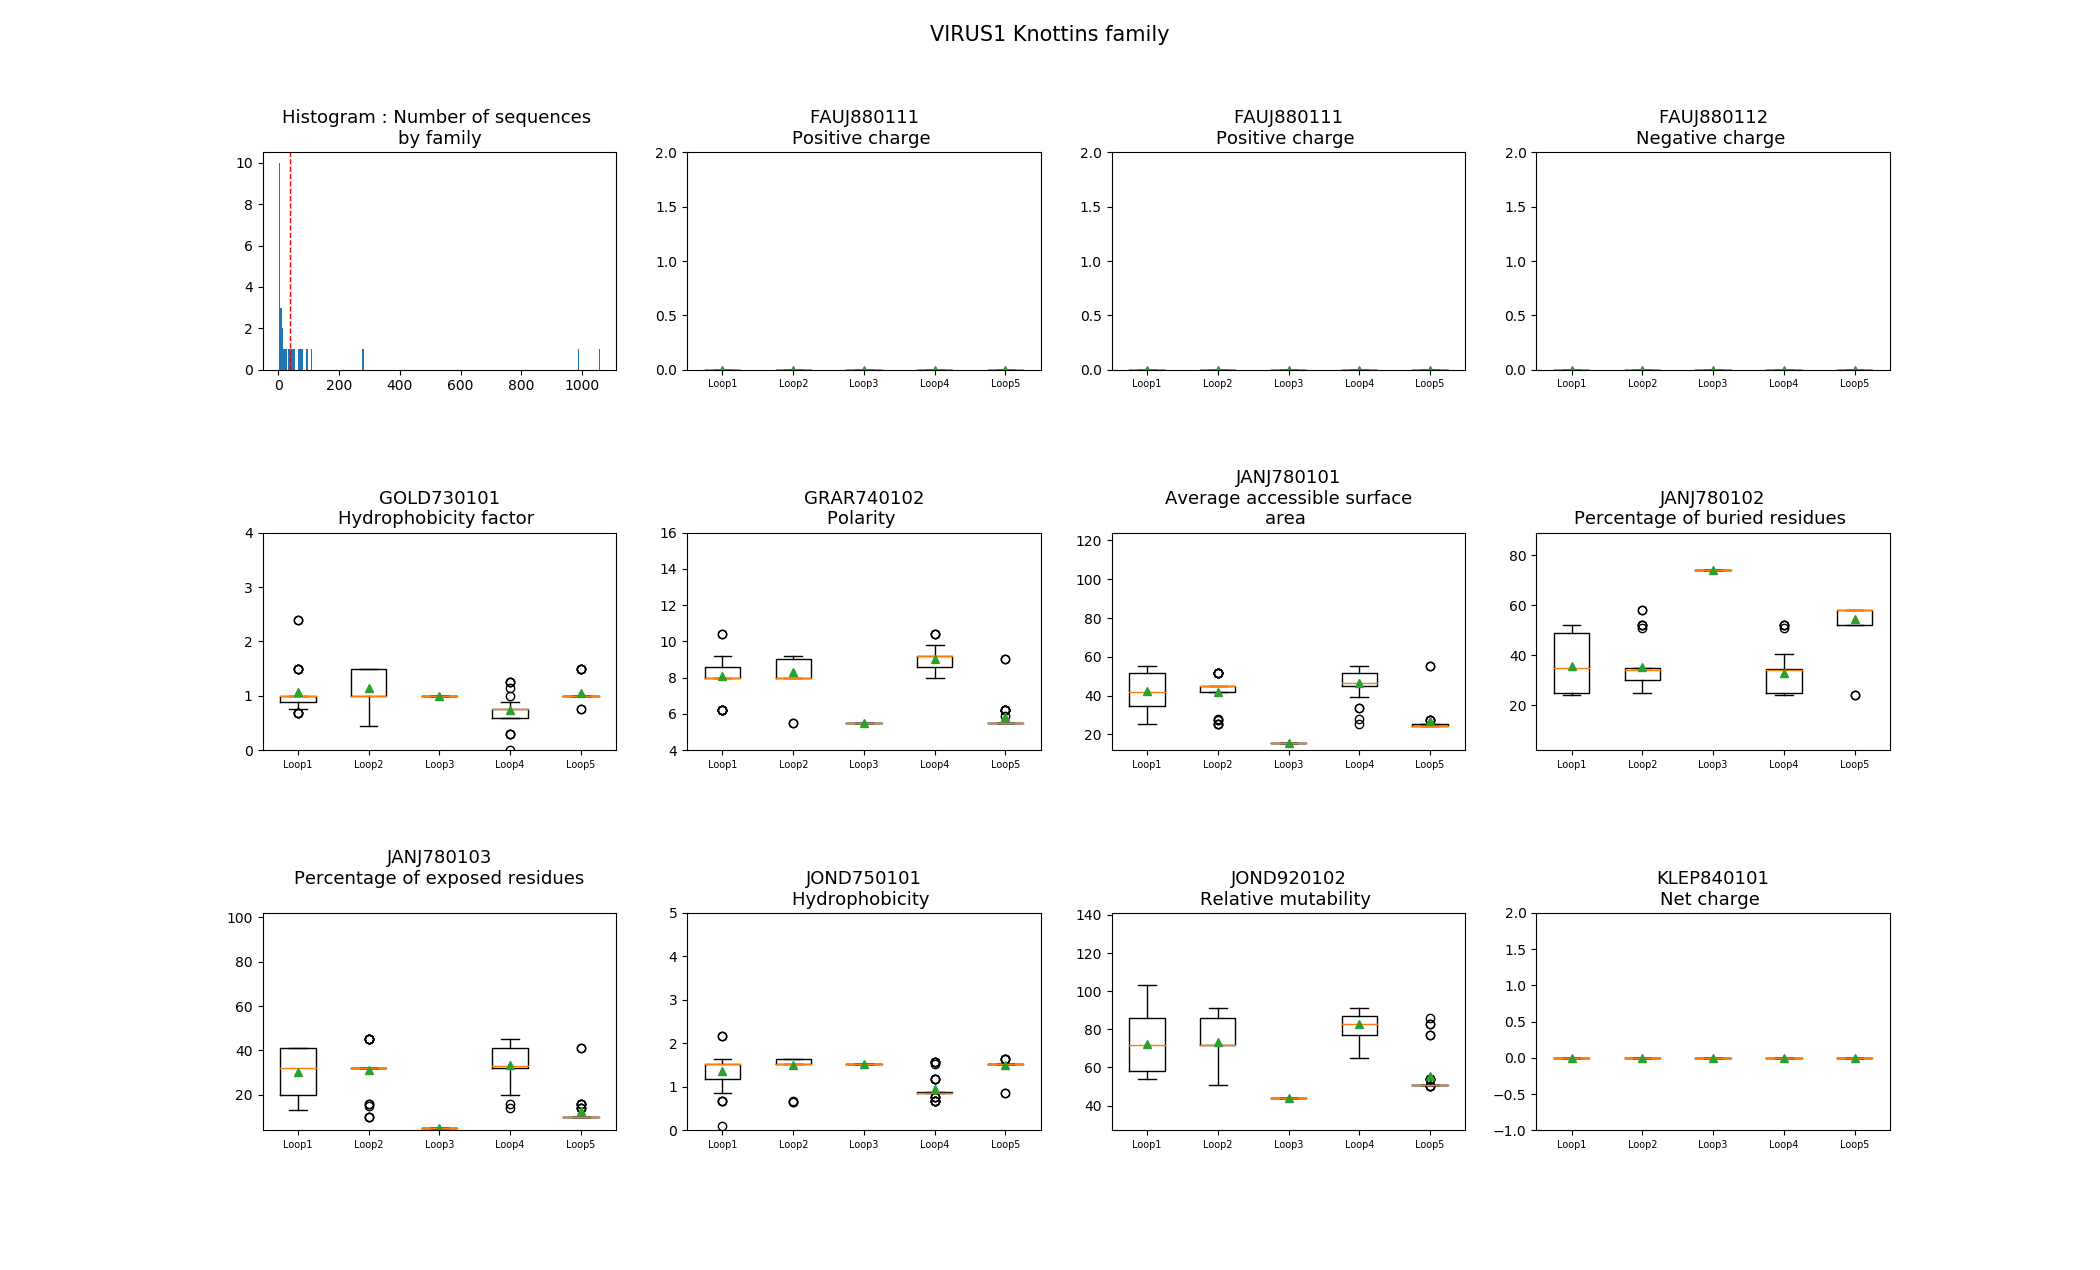 VIRUS1 Knottins family
Histogram : Number of sequences
by family
10
8
6
4
2
0
0 200 400 600 800 1000
FAUJ880111
Positive charge
2.0
1.5
1.0
0.5
0.0
Loop1 Loop2 Loop3 Loop4 Loop5
FAUJ880111
Positive charge
2.0
1.5
1.0
0.5
0.0
Loop1 Loop2 Loop3 Loop4 Loop5
FAUJ880112
Negative charge
2.0
1.5
1.0
0.5
0.0
Loop1 Loop2 Loop3 Loop4 Loop5
GOLD730101
Hydrophobicity factor
4
3
2
1
0
Loop1 Loop2 Loop3 Loop4 Loop5
GRAR740102
Polarity
16
14
12
10
8
6
4
Loop1 Loop2 Loop3 Loop4 Loop5
JANJ780101
Average accessible surface
area
120
100
80
60
40
20
Loop1 Loop2 Loop3 Loop4 Loop5
JANJ780102
Percentage of buried residues
80
60
40
20
Loop1 Loop2 Loop3 Loop4 Loop5
JANJ780103
Percentage of exposed residues
100
80
60
40
20
Loop1 Loop2 Loop3 Loop4 Loop5
JOND750101
Hydrophobicity
5
4
3
2
1
0
Loop1 Loop2 Loop3 Loop4 Loop5
JOND920102
Relative mutability
140
120
100
80
60
40
Loop1 Loop2 Loop3 Loop4 Loop5
KLEP840101
Net charge
2.0
1.5
1.0
0.5
0.0
−0.5
−1.0
Loop1 Loop2 Loop3 Loop4 Loop5